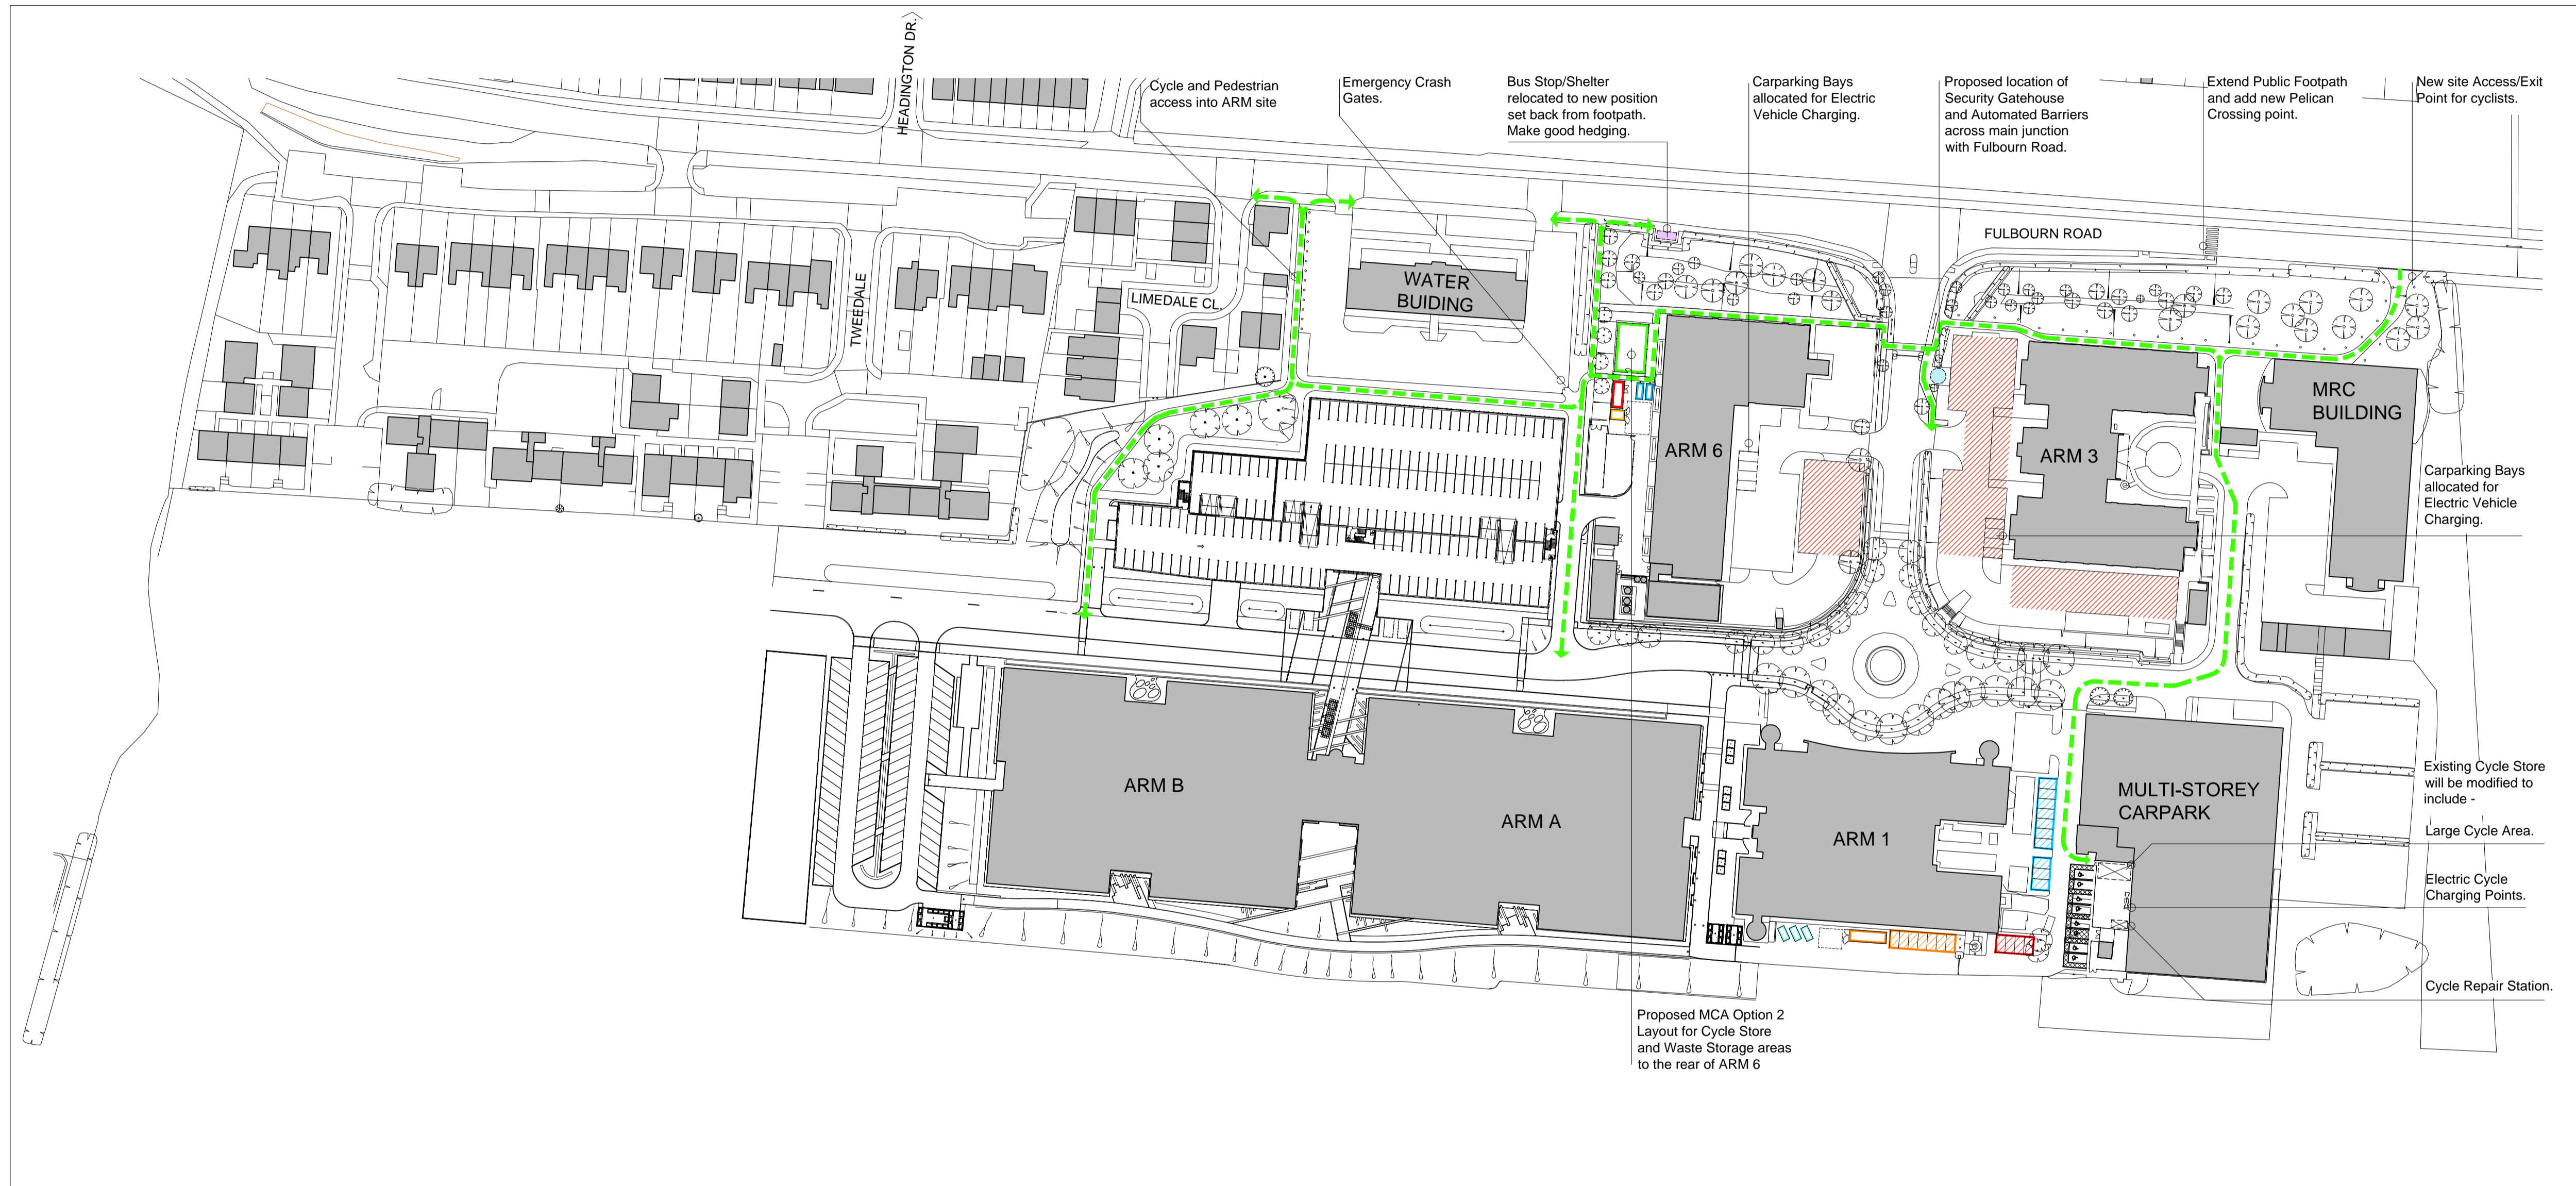 HEADINGTON DR.
Cycle and Pedestrian
access into ARM site
Emergency Crash
Gates.
Bus Stop/Shelter
relocated to new position
set back from footpath.
Make good hedging.
Carparking Bays
allocated for Electric
Vehicle Charging.
Proposed location of
Security Gatehouse
and Automated Barriers
across main junction
with Fulbourn Road.
Extend Public Footpath
and add new Pelican
Crossing point.
New site Access/Exit
Point for cyclists.
FULBOURN ROAD
TWEEDALE
LIMEDALE CL.
WATER
BUIDING
ARM 6
ARM 3
MRC
BUILDING
Carparking Bays
allocated for
Electric Vehicle
Charging.
ARM B
ARM A
ARM 1
MULTI-STOREY
CARPARK
Existing Cycle Store
will be modified to
include -
Large Cycle Area.
Electric Cycle
Charging Points.
Cycle Repair Station.
Proposed MCA Option 2
Layout for Cycle Store
and Waste Storage areas
to the rear of ARM 6